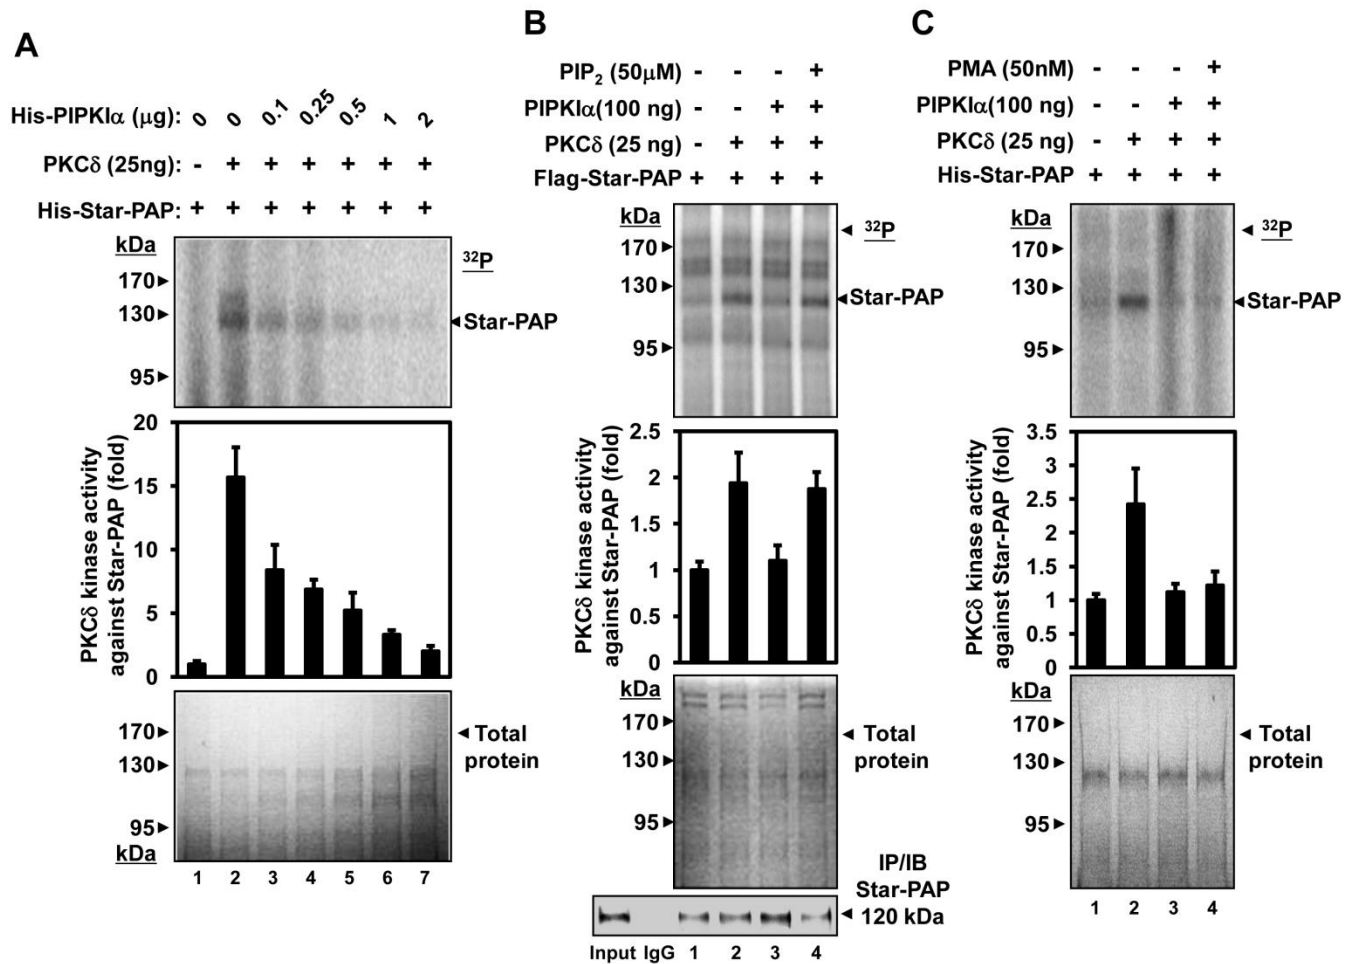 A
His-PIPKIα (μg): 0 0 0.1 0.25 0.5 1 2
PKCδ (25ng): - + + + + + +
His-Star-PAP: + + + + + + +
kDa
170
130
95
32P
Star-PAP
PKCδ kinase activity
against Star-PAP (fold)
20
15
10
5
0
170
130
95
kDa
Total
protein
1 2 3 4 5 6 7
B
PIP2 (50μM) - - - +
PIPKIα(100 ng) - - + +
PKCδ (25 ng) - + + +
Flag-Star-PAP + + + +
kDa
170
130
95
32P
Star-PAP
PKCδ kinase activity
against Star-PAP (fold)
2.5
2
1.5
1
0.5
0
kDa
170
130
95
Total
protein
IP/IB
Star-PAP
120 kDa
Input IgG 1 2 3 4
C
PMA (50nM) - - - +
PIPKIα(100 ng) - - + +
PKCδ (25 ng) - + + +
His-Star-PAP + + + +
kDa
170
130
95
32P
Star-PAP
PKCδ kinase activity
against Star-PAP (fold)
3.5
3
2.5
2
1.5
1
0.5
0
kDa
170
130
95
Total
protein
1 2 3 4